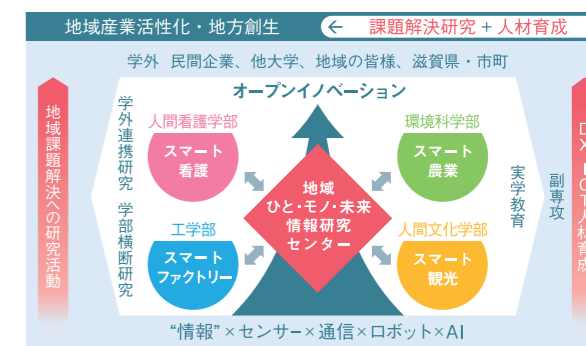 地域産業活性化・地方創生
← 課題解決研究＋人材育成
学外 民間企業、他大学、地域の皆様、滋賀県・市町
オープンイノベーション
地域課題解決への研究活動
学外連携研究
学部横断研究
人間看護学部
スマート
看護
環境科学部
スマート
農業
地域
ひと・モノ・未来
情報研究
センター
工学部
スマート
ファクトリー
人間文化学部
スマート
観光
実学教育
副専攻
人材育成
“情報”×センサー×通信×ロボット×AI